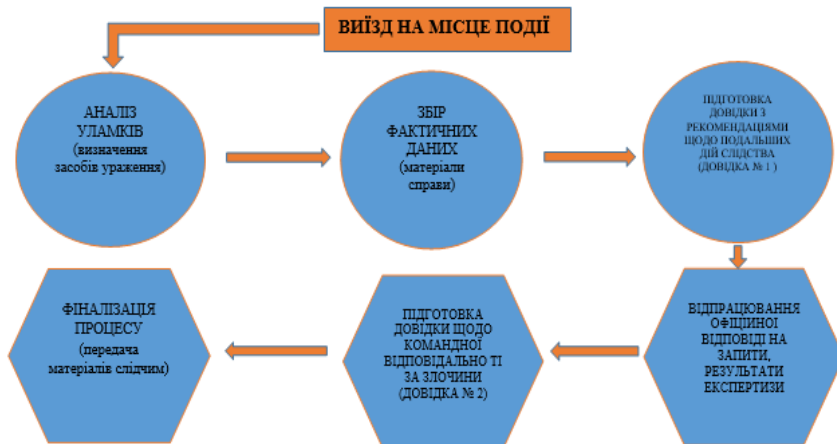 ВИЇЗД НА МІСЦЕ ПОДІЇ
АНАЛІЗ
УЛАМКІВ
(визначення
засобів ураження)
ЗБІР
ФАКТИЧНИХ
ДАНИХ
(матеріали
справи)
ПІДГОТОВКА
ДОВІДКИ З
РЕКОМЕНДАЦІЯМИ
ЩОДО ПОДАЛЬШИХ
ДІЙ СЛІДСТВА
(ДОВІДКА № 1 )
ВІДПРАЦЮВАННЯ
ОФІЦІЙНОЇ
ВІДПОВІДІ НА
ЗАПИТИ,
РЕЗУЛЬТАТИ
ЕКСПЕРТИЗИ
ПІДГОТОВКА
ДОВІДКИ ЩОДО
КОМАНДНОЇ
ВІДПОВІДАЛЬНО ТІ
ЗА ЗЛОЧИНИ
(ДОВІДКА № 2)
ФІНАЛІЗАЦІЯ
ПРОЦЕСУ
(передача
матеріалів слідчим)